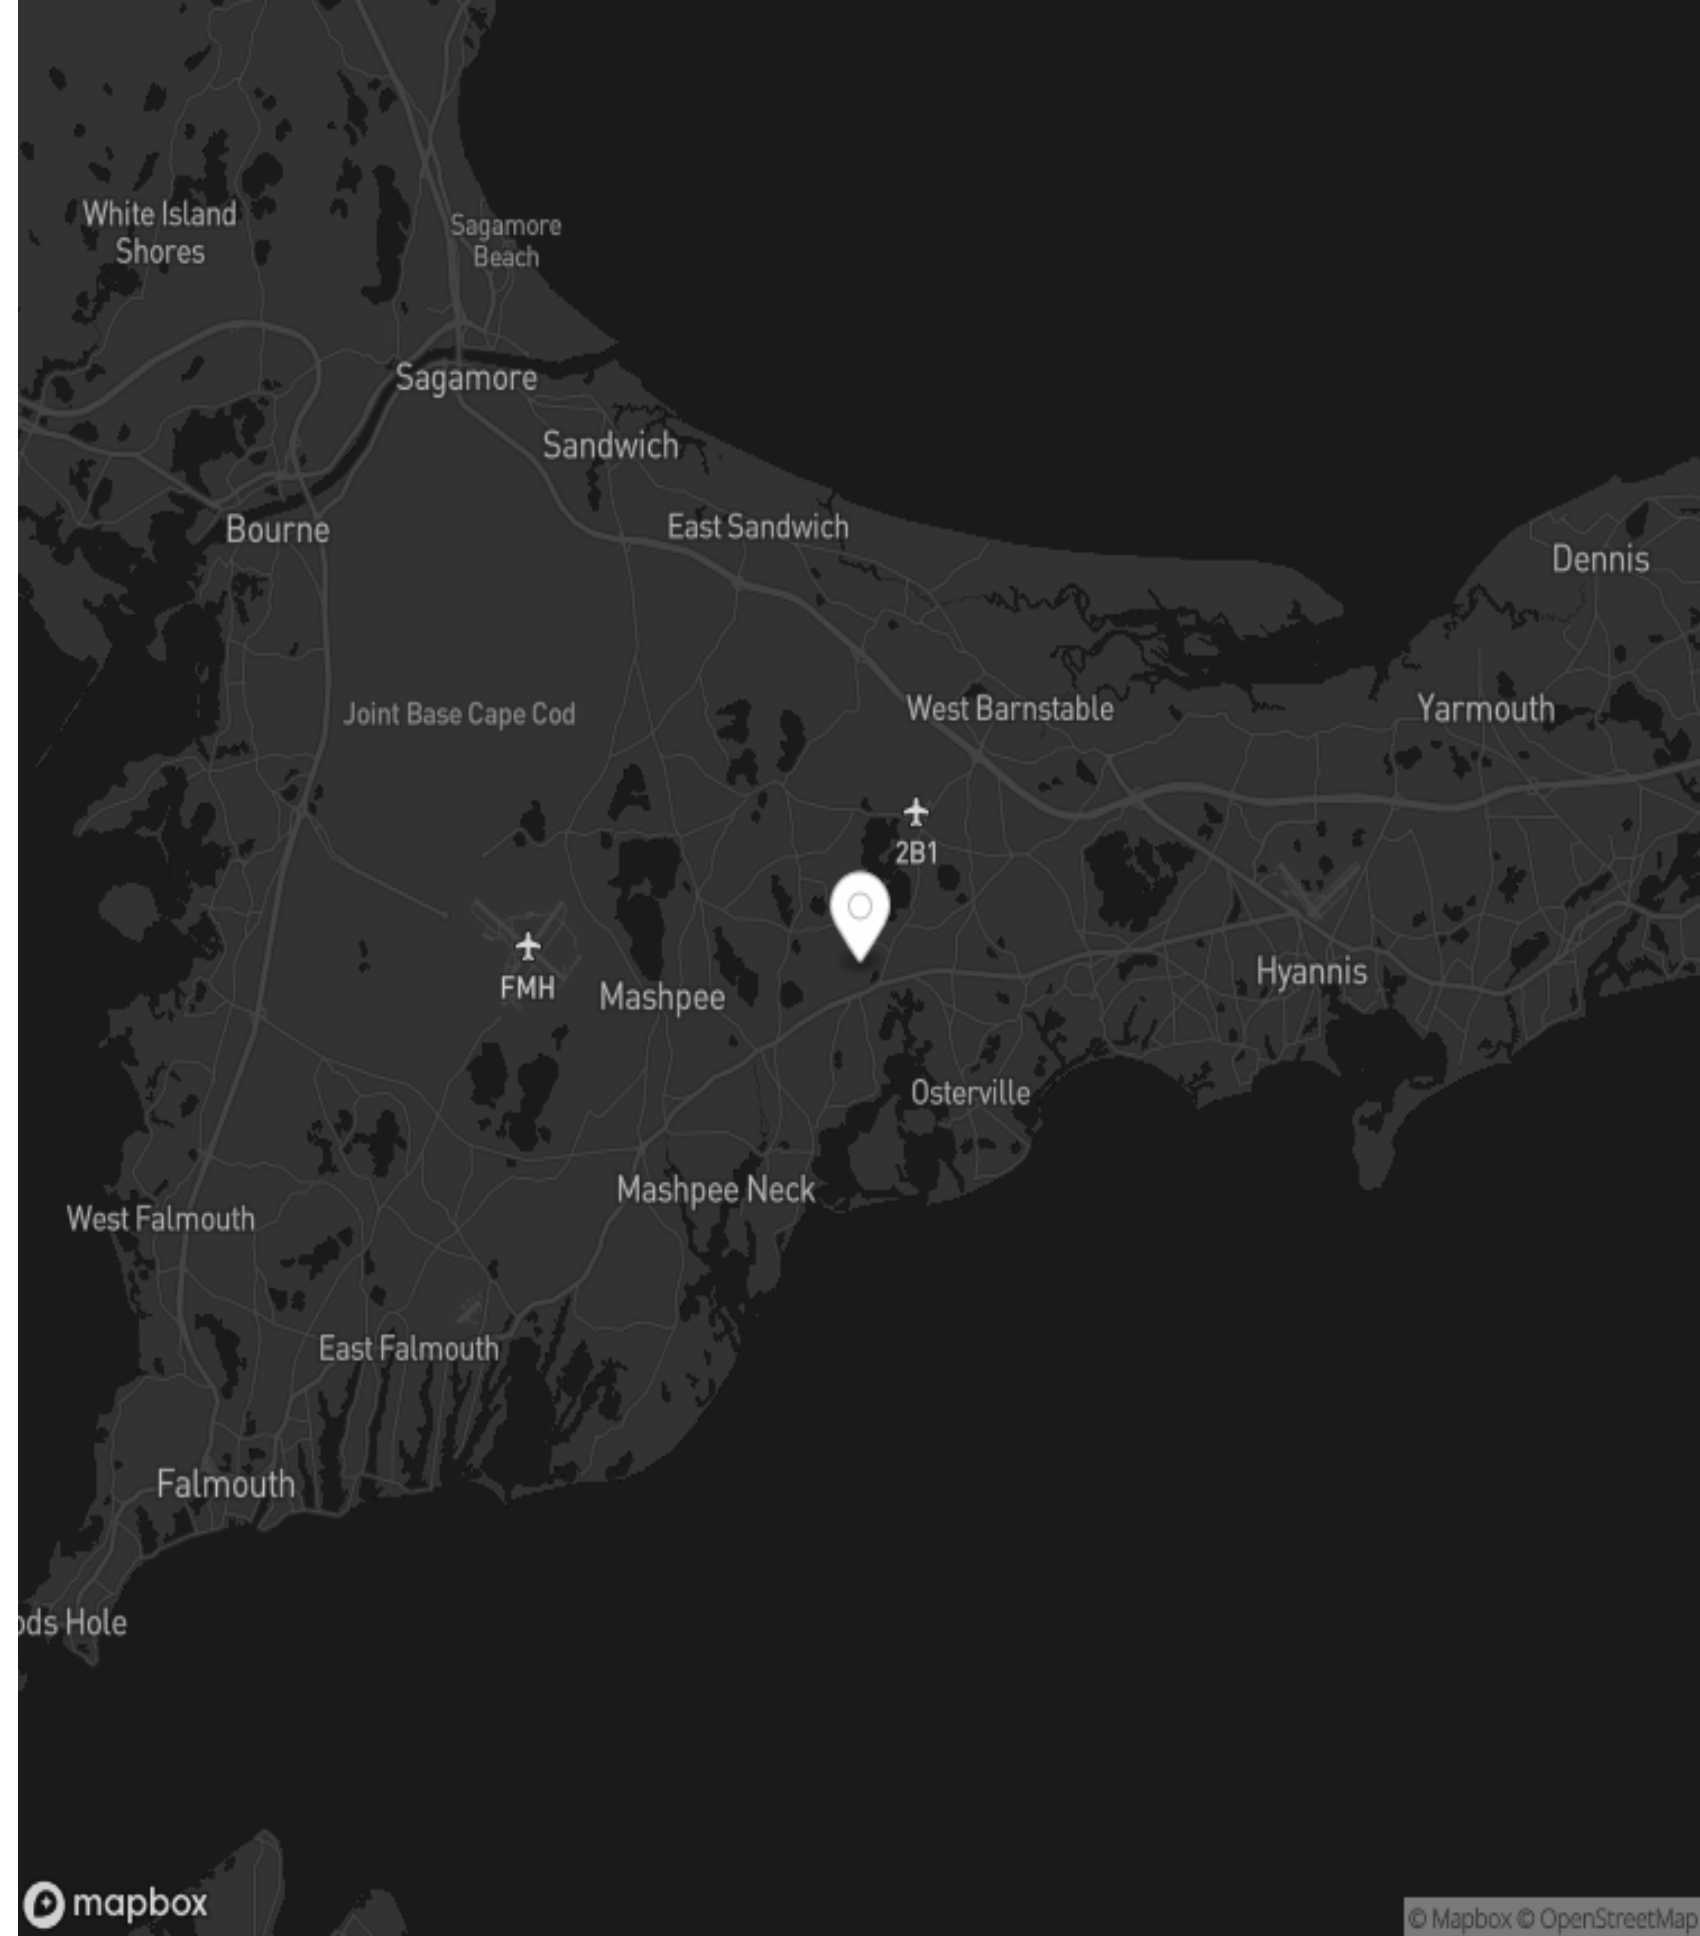 White Island
Shores
Sagamore
Beach
Sagamore
Sandwich
Bourne
East Sandwich
Dennis
Joint Base Cape Cod
West Barnstable
Yarmouth
2B1
FMH
Mashpee
Hyannis
Osterville
Mashpee Neck
West Falmouth
East Falmouth
Falmouth
ods Hole
mapbox
© Mapbox © OpenStreetMap